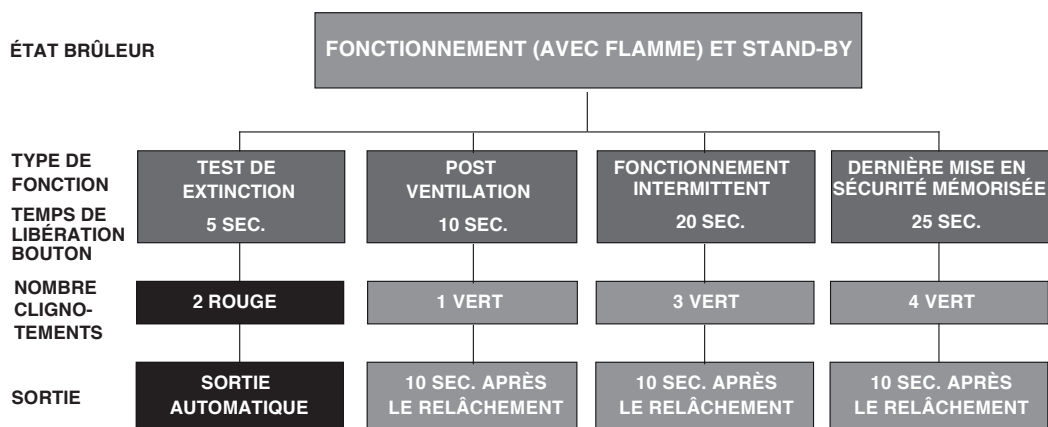 ÉTAT BRÛLEUR
FONCTIONNEMENT (AVEC FLAMME) ET STAND-BY
TYPE DE
FONCTION
TEMPS DE
LIBÉRATION
BOUTON
TEST DE
EXTINCTION
5 SEC.
POST
VENTILATION
10 SEC.
FONCTIONNEMENT
INTERMITTENT
20 SEC.
DERNIÈRE MISE EN
SÉCURITÉ MÉMORISÉE
25 SEC.
NOMBRE
CLIGNO-
TEMENTS
2 ROUGE
1 VERT
3 VERT
4 VERT
SORTIE
SORTIE
AUTOMATIQUE
10 SEC. APRÈS
LE RELÂCHEMENT
10 SEC. APRÈS
LE RELÂCHEMENT
10 SEC. APRÈS
LE RELÂCHEMENT